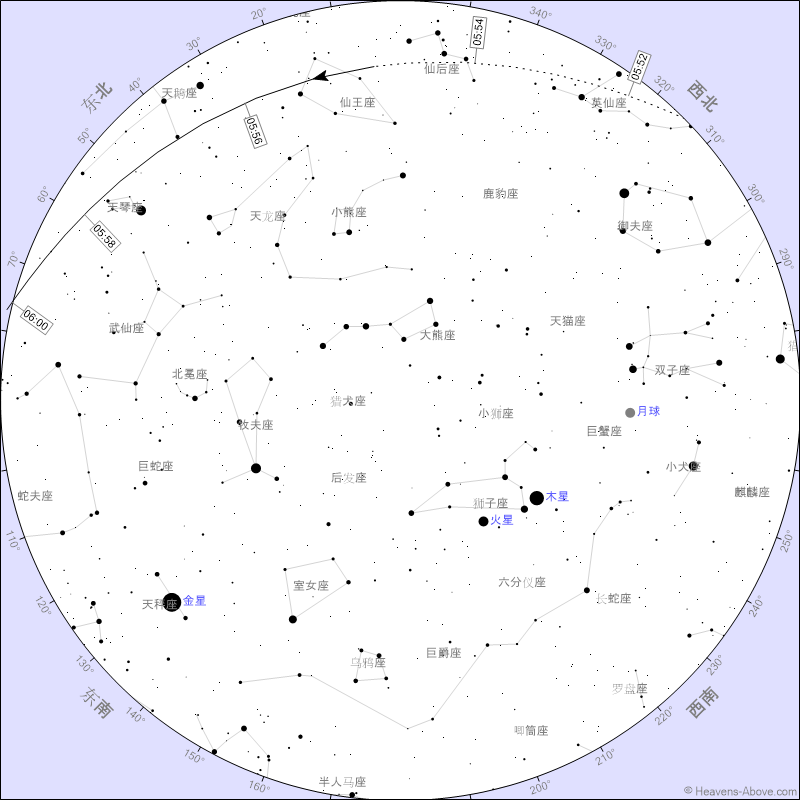 座
20°
340°
05:54
仙后座
30°
330°
05:52
东北
40°
天鹅座
仙王座
英仙座
西北
50°
05:56
310°
60°
天琴座
天龙座
小熊座
鹿豹座
300°
御夫座
05:58
70°
290°
06:00
武仙座
大熊座
天猫座
北冕座
双子座
猎犬座
小狮座
月球
牧夫座
巨蟹座
巨蛇座
后发座
小犬座
蛇夫座
狮子座
木星
麒麟座
火星
110°
250°
室女座
六分仪座
天秤座
金星
长蛇座
120°
240°
乌鸦座
巨爵座
130°
230°
东南
罗盘座
西南
140°
220°
唧筒座
150°
210°
160°
半人马座
200°
© Heavens-Above.com